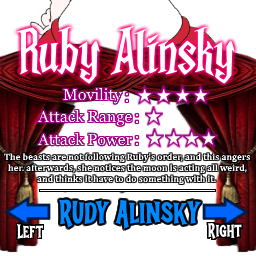 Ruby Alinsky
Movility: ☆☆☆☆
Attack Range: ☆
Attack Power: ☆☆☆☆
The beasts are not following Ruby's order, and this angers
her. afterwards, she notices the moon is acting all weird,
and thinks it have to do something with it.
Rudy Alinsky
Left
Right